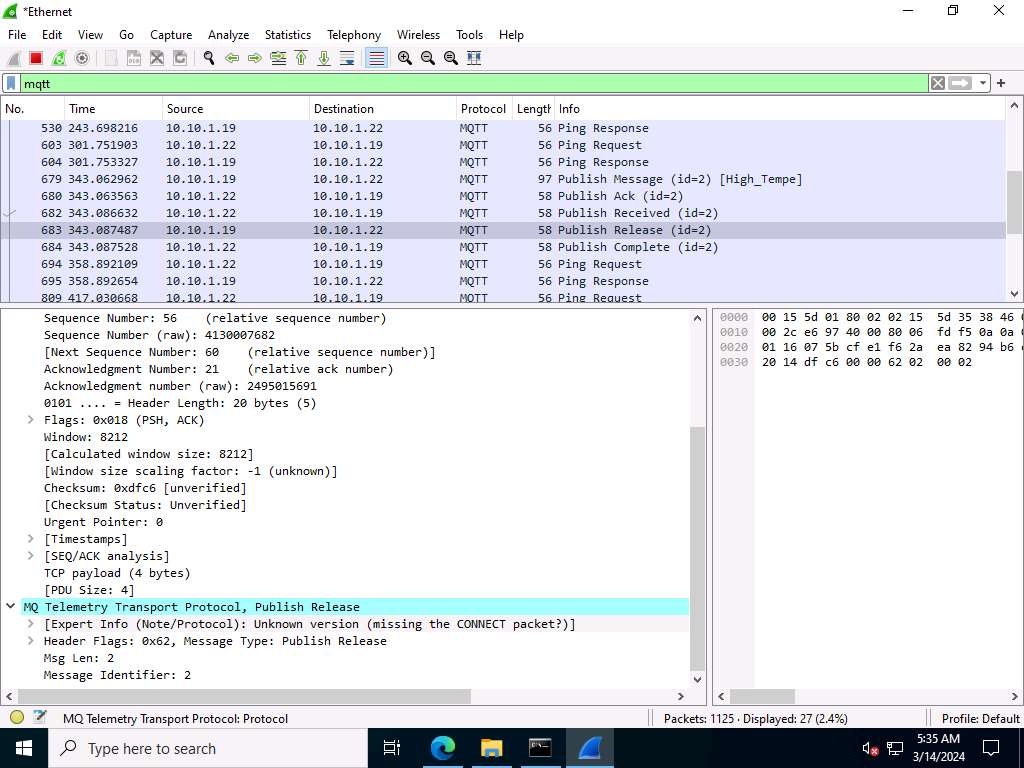 *Ethernet
File Edit View Go Capture Analyze Statistics Telephony Wireless Tools Help
mqtt
No. Time Source Destination Protocol Length Info
530 243.698216 10.10.1.19 10.10.1.22 MQTT 56 Ping Response
603 301.751903 10.10.1.22 10.10.1.19 MQTT 56 Ping Request
604 301.753327 10.10.1.19 10.10.1.22 MQTT 56 Ping Response
679 343.062962 10.10.1.19 10.10.1.22 MQTT 97 Publish Message (id=2) [High_Tempe]
680 343.063563 10.10.1.22 10.10.1.19 MQTT 58 Publish Ack (id=2)
682 343.086632 10.10.1.22 10.10.1.19 MQTT 58 Publish Received (id=2)
683 343.087487 10.10.1.19 10.10.1.22 MQTT 58 Publish Release (id=2)
684 343.087528 10.10.1.22 10.10.1.19 MQTT 58 Publish Complete (id=2)
694 358.892109 10.10.1.22 10.10.1.19 MQTT 56 Ping Request
695 358.892654 10.10.1.19 10.10.1.22 MQTT 56 Ping Response
809 417.030668 10.10.1.22 10.10.1.19 MQTT 56 Ping Request
Sequence Number: 56 (relative sequence number)
Sequence Number (raw): 4130007682
[Next Sequence Number: 60 (relative sequence number)]
Acknowledgment Number: 21 (relative ack number)
Acknowledgment number (raw): 2495015691
0101 .... = Header Length: 20 bytes (5)
Flags: 0x018 (PSH, ACK)
Window: 8212
[Calculated window size: 8212]
[Window size scaling factor: -1 (unknown)]
Checksum: 0xdfc6 [unverified]
[Checksum Status: Unverified]
Urgent Pointer: 0
[Timestamps]
[SEQ/ACK analysis]
TCP payload (4 bytes)
[PDU Size: 4]
MQ Telemetry Transport Protocol, Publish Release
[Expert Info (Note/Protocol): Unknown version (missing the CONNECT packet?)]
Header Flags: 0x62, Message Type: Publish Release
Msg Len: 2
Message Identifier: 2
0000 00 15 5d 01 80 02 02 15 5d 35 38 46
0010 00 2c e6 97 40 00 80 06 fd f5 0a 0a
0020 01 16 07 5b cf e1 f6 2a ea 82 94 b6
0030 20 14 df c6 00 00 62 02 00 02
MQ Telemetry Transport Protocol: Protocol
Packets: 1125 · Displayed: 27 (2.4%)
Profile: Default
Type here to search
5:35 AM
3/14/2024